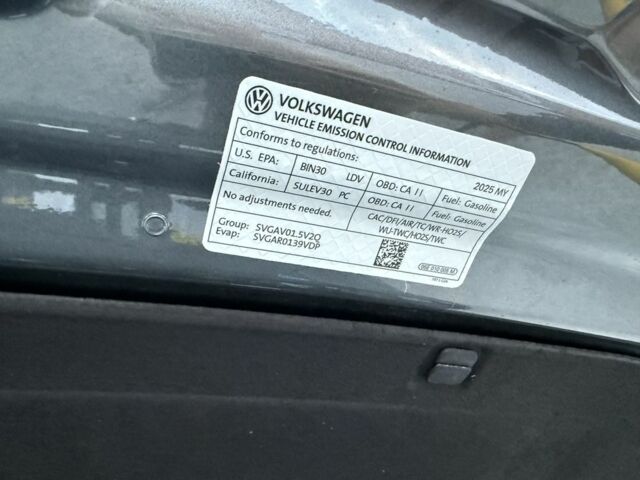 VOLKSWAGEN
VEHICLE EMISSION CONTROL INFORMATION
Conforms to regulations: 2025 MY
U.S. EPA: BIN30 LDV OBD: CA II Fuel: Gasoline
California: SULEV30 PC OBD: CA II Fuel: Gasoline
No adjustments needed. CAC/DFI/AIR/TC/WR-HO2S/
WU-TWC/HO2S/TWC
Group: SVGAV01.5V2Q
Evap: SVGAR0139VDP